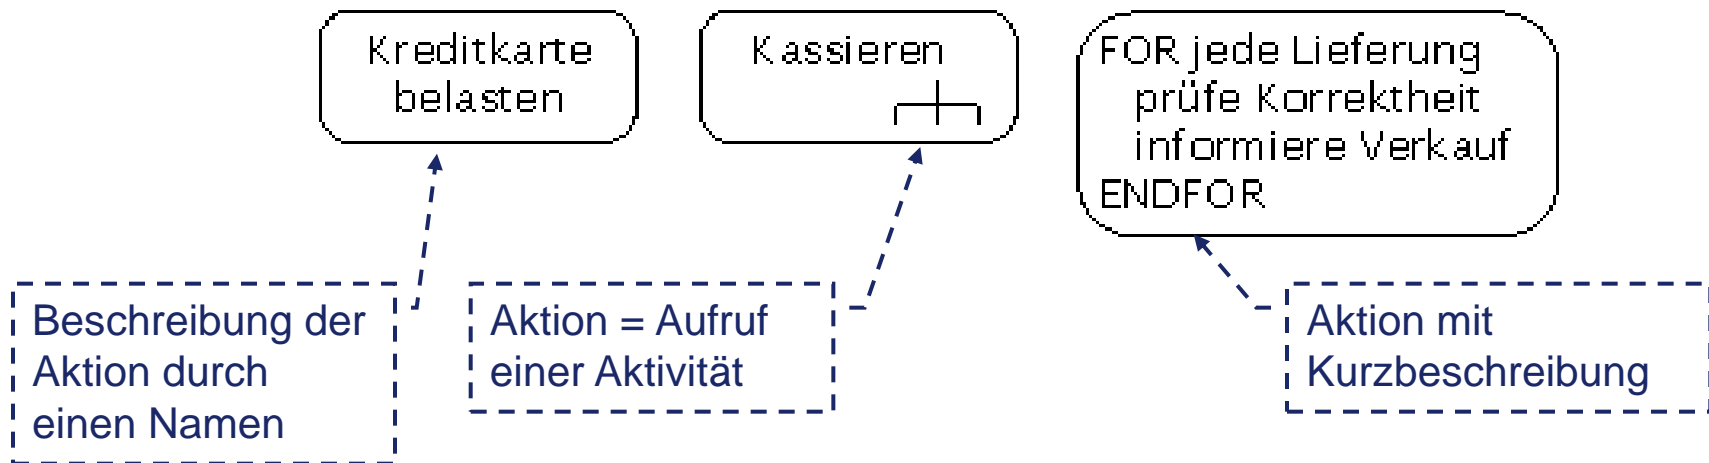 Kreditkarte
belasten
Kassieren
FOR jede Lieferung
prüfe Korrektheit
informiere Verkauf
ENDFOR
Beschreibung der
Aktion durch
einen Namen
Aktion = Aufruf
einer Aktivität
Aktion mit
Kurzbeschreibung